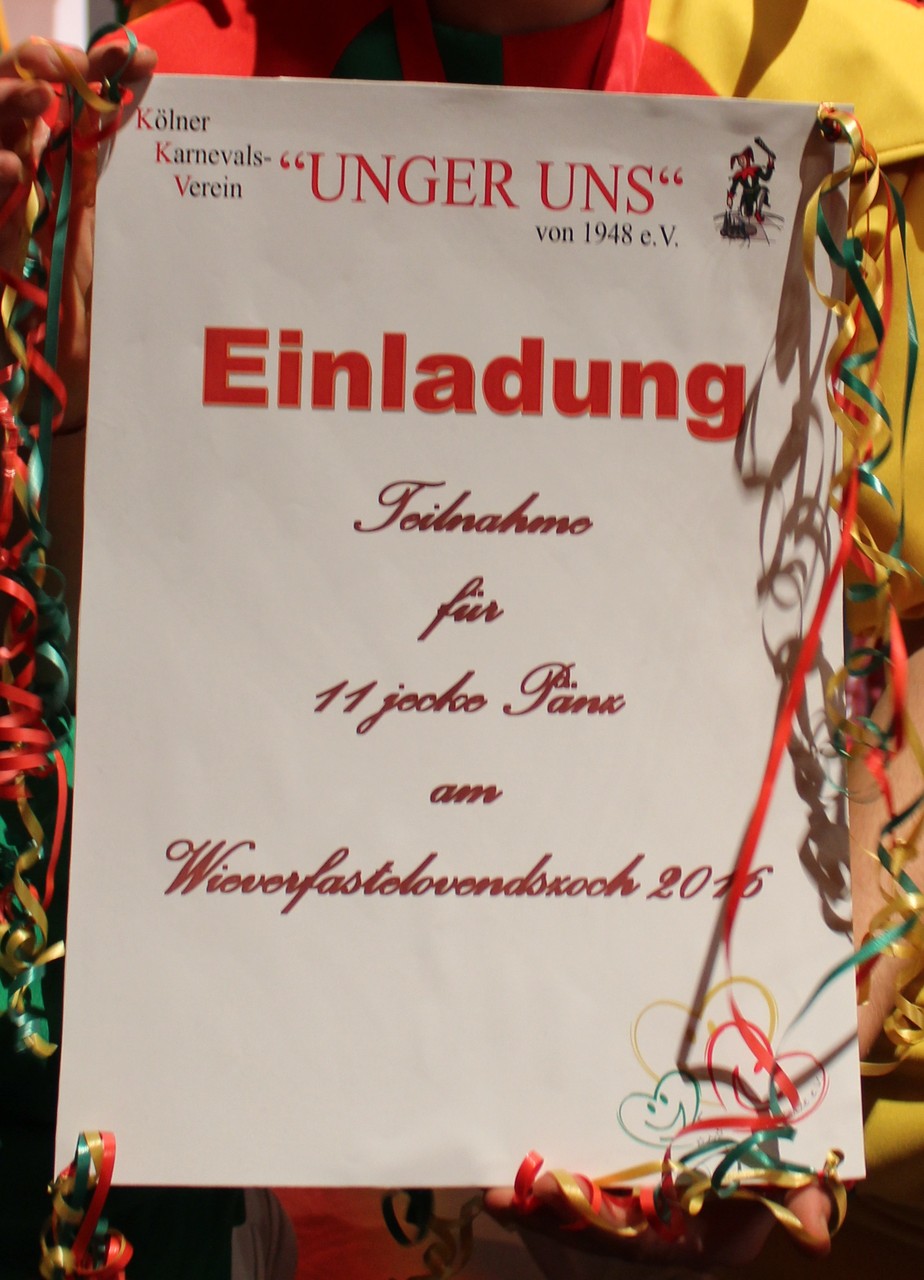 Kölner
Karnevals-
Verein
“UNGER UNS“
von 1948 e.V.
Einladung
Teilnahme
für
11 jecke Pänz
am
Wieverfastelovendszoch 2016